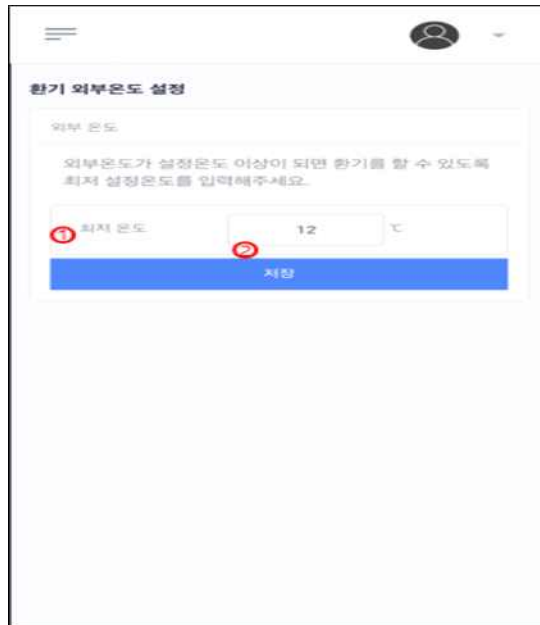 환기 외부온도 설정
외부 온도
외부온도가 설정온도 이상이 되면 환기를 할 수 있도록
최저 설정온도를 입력해주세요.
① 최저 온도 12 ℃
②
저장